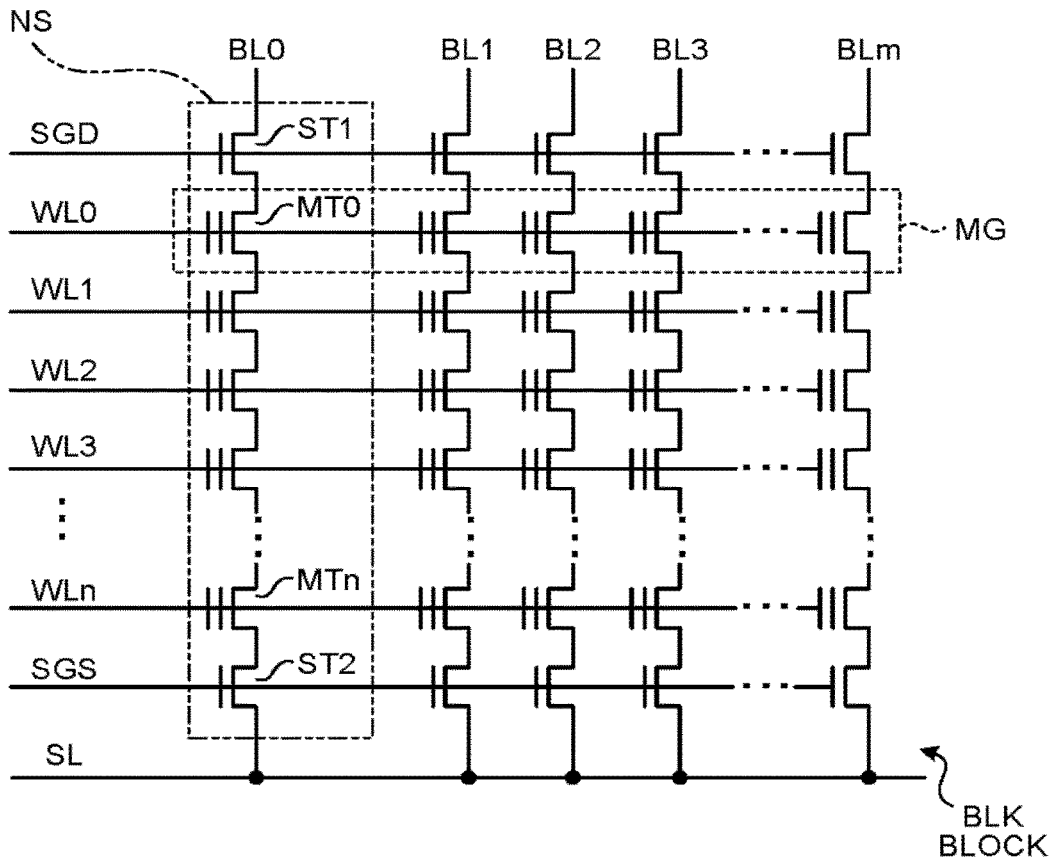 NS
BL0 BL1 BL2 BL3 BLm
SGD ST1
WL0 MT0 MG
WL1
WL2
WL3
WLn MTn
SGS ST2
SL
BLK
BLOCK